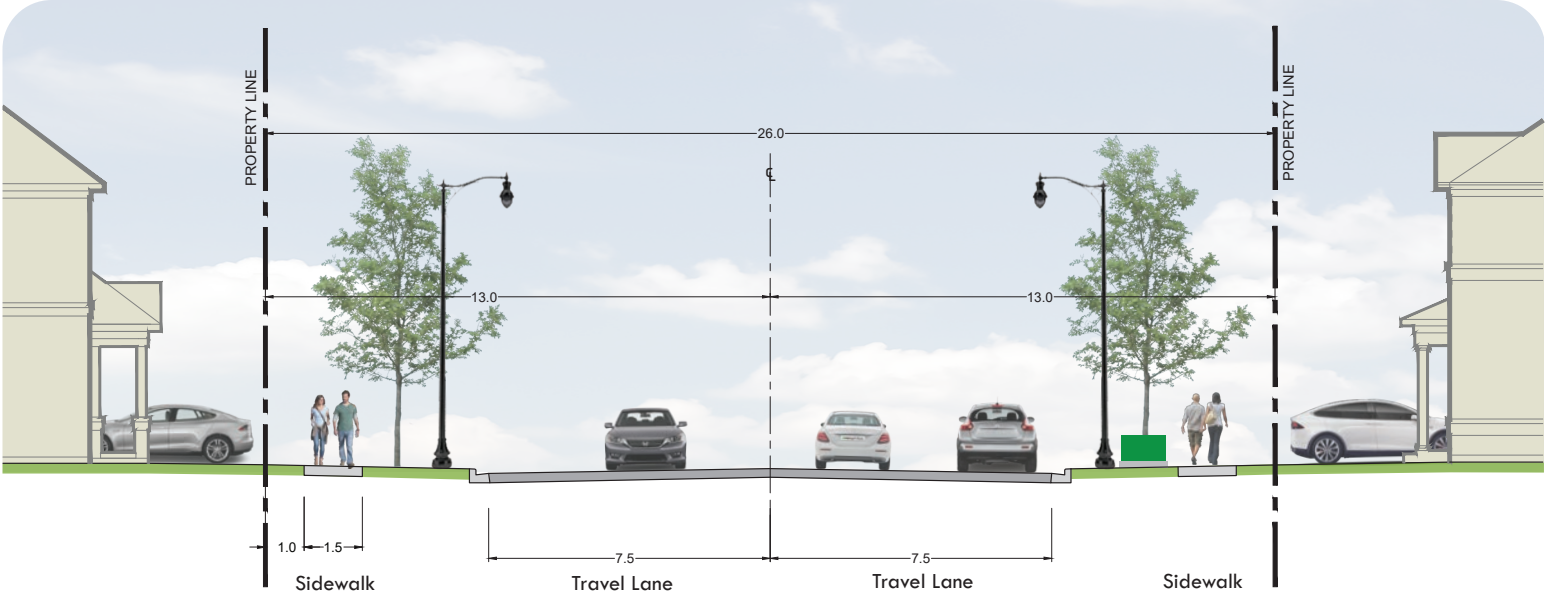 PROPERTY LINE
PROPERTY LINE
26.0
℄
13.0
13.0
1.0
1.5
7.5
7.5
Sidewalk
Travel Lane
Travel Lane
Sidewalk